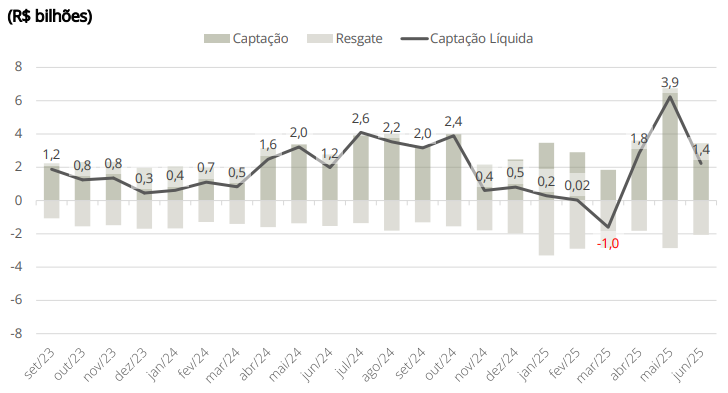 (R$ bilhões)
Captação Resgate Captação Líquida
8
6
4
2
0
-2
-4
-6
-8
1,2 0,8 0,8 0,3 0,4 0,7 0,5 1,6 2,0 1,2 2,6 2,2 2,0 2,4 0,4 0,5 0,2 0,02 -1,0 1,8 3,9 1,4
set/23 out/23 nov/23 dez/23 jan/24 fev/24 mar/24 abr/24 mai/24 jun/24 jul/24 ago/24 set/24 out/24 nov/24 dez/24 jan/25 fev/25 mar/25 abr/25 mai/25 jun/25